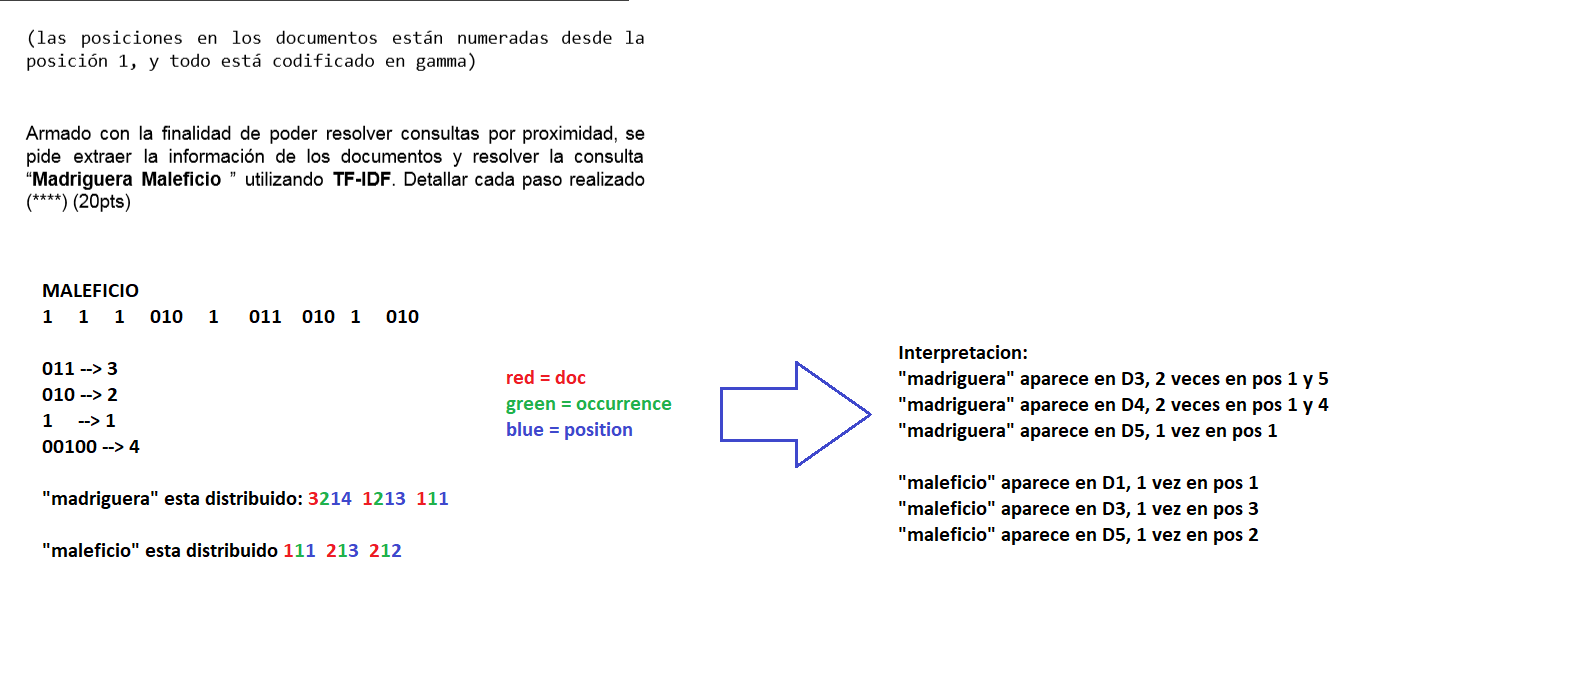 (las posiciones en los documentos están numeradas desde la
posición 1, y todo está codificado en gamma)
Armado con la finalidad de poder resolver consultas por proximidad, se
pide extraer la información de los documentos y resolver la consulta
“Madriguera Maleficio ” utilizando TF-IDF. Detallar cada paso realizado
(****) (20pts)
MALEFICIO
1 1 1 010 1 011 010 1 010
011 --> 3
010 --> 2
1 --> 1
00100 --> 4
"madriguera" esta distribuido: 3214 1213 111
"maleficio" esta distribuido 111 213 212
red = doc
green = occurrence
blue = position
Interpretacion:
"madriguera" aparece en D3, 2 veces en pos 1 y 5
"madriguera" aparece en D4, 2 veces en pos 1 y 4
"madriguera" aparece en D5, 1 vez en pos 1
"maleficio" aparece en D1, 1 vez en pos 1
"maleficio" aparece en D3, 1 vez en pos 3
"maleficio" aparece en D5, 1 vez en pos 2